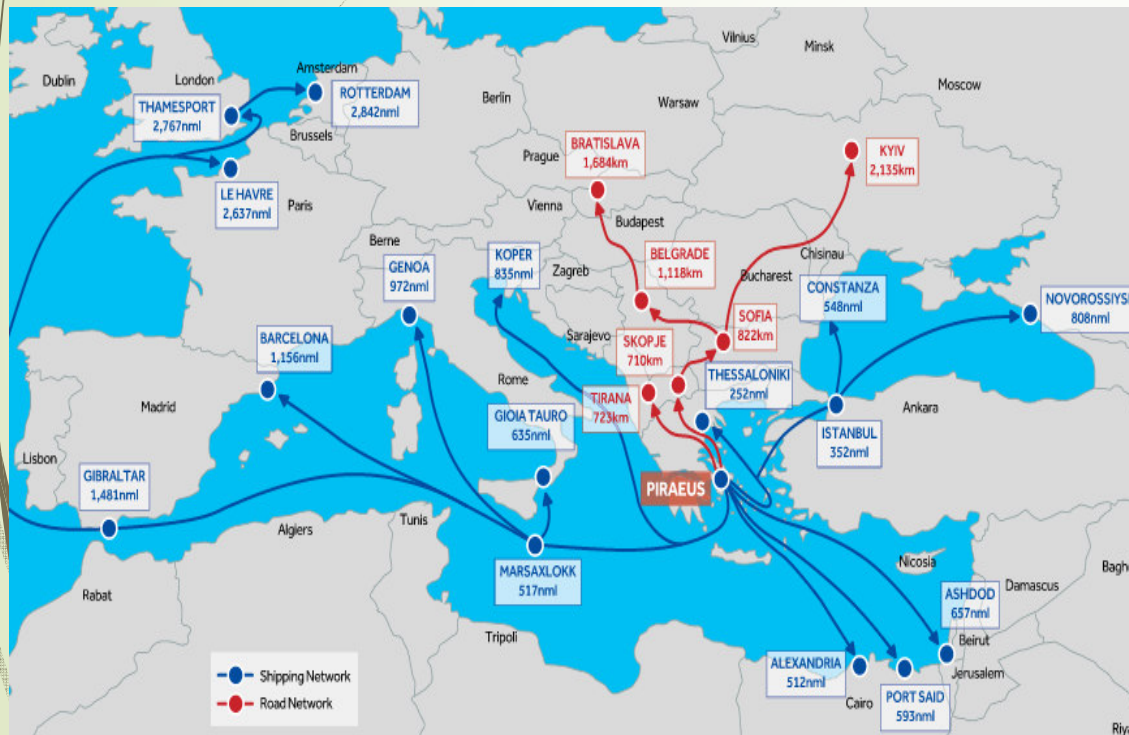 Vilnius
Minsk
Moscow
Dublin
London
Amsterdam
Berlin
Warsaw
THAMESPORT
2,767nml
ROTTERDAM
2,842nml
Brussels
LE HAVRE
2,637nml
Paris
Prague
BRATISLAVA
1,684km
KYIV
2,135km
Vienna
Budapest
Berne
GENOA
972nml
KOPER
835nml
Zagreb
BELGRADE
1,118km
Bucharest
Chisinau
CONSTANZA
548nml
NOVOROSSIYSK
808nml
BARCELONA
1,156nml
Sarajevo
SKOPJE
710km
SOFIA
822km
THESSALONIKI
252nml
Rome
TIRANA
723km
Madrid
GIOIA TAURO
635nml
ISTANBUL
352nml
Ankara
Lisbon
GIBRALTAR
1,481nml
PIRAEUS
Algiers
Tunis
MARSAXLOKK
517nml
Nicosia
ASHDOD
657nml
Damascus
Bagh
Rabat
Tripoli
Beirut
Jerusalem
ALEXANDRIA
512nml
Cairo
PORT SAID
593nml
Shipping Network
Road Network
Riya